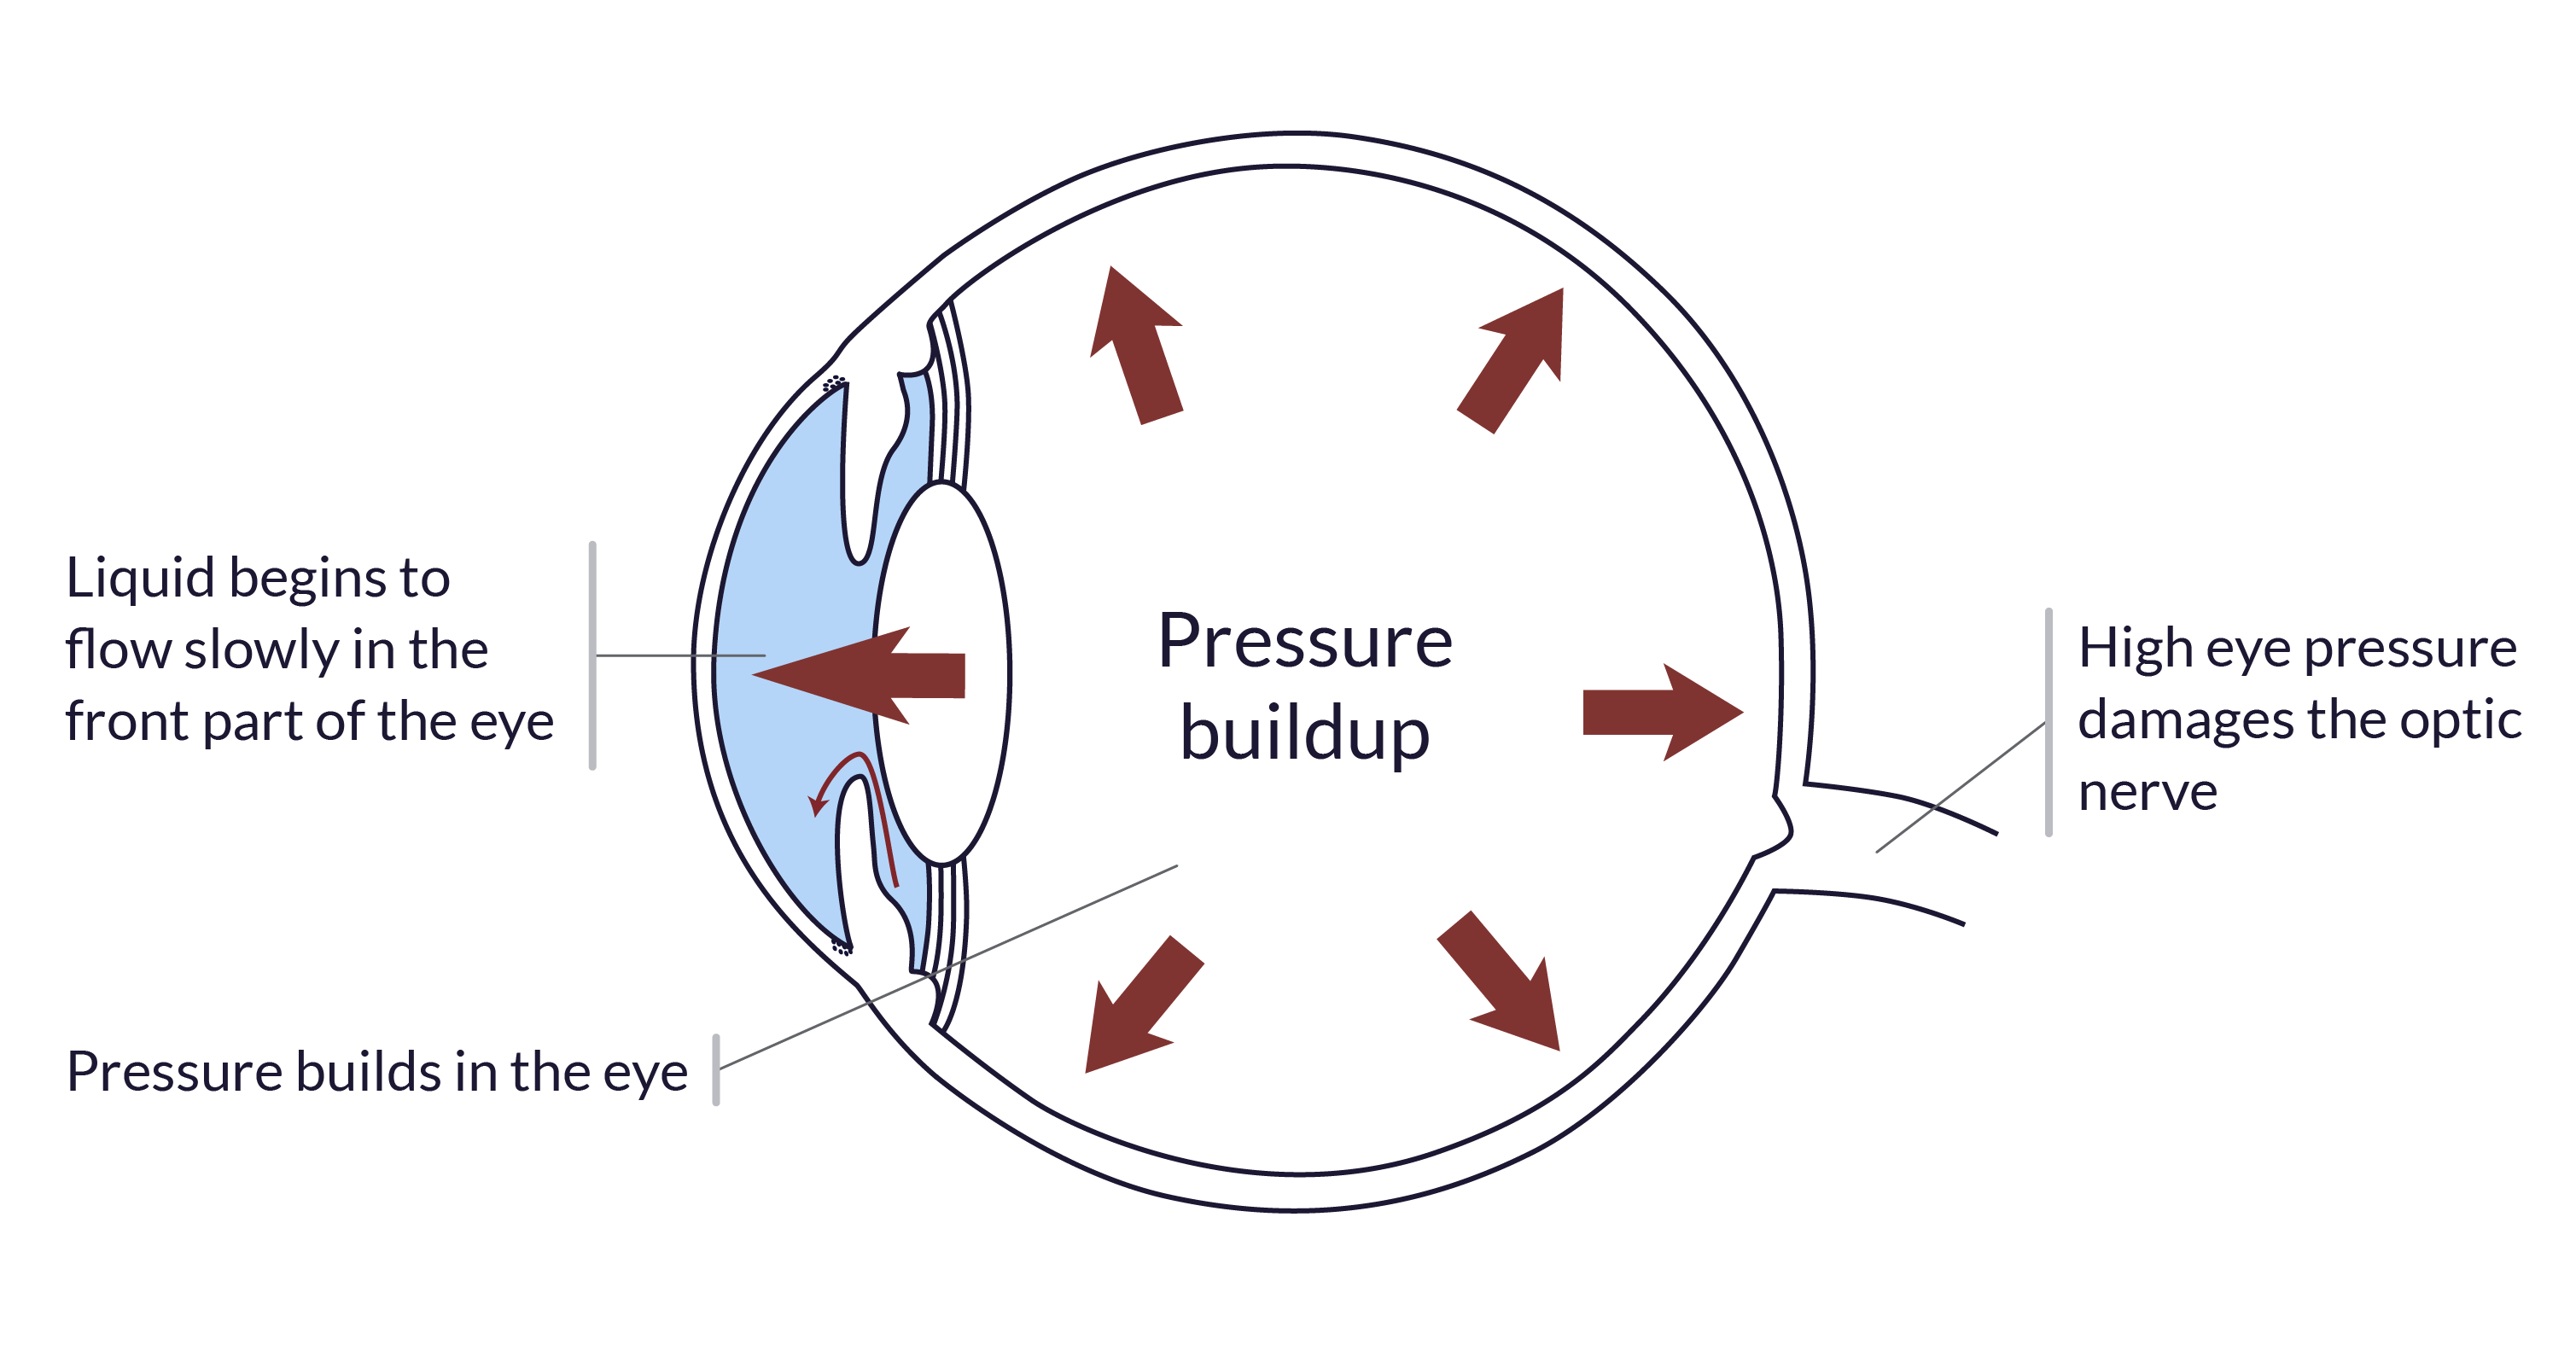 Liquid begins to
flow slowly in the
front part of the eye
Pressure
buildup
High eye pressure
damages the optic
nerve
Pressure builds in the eye